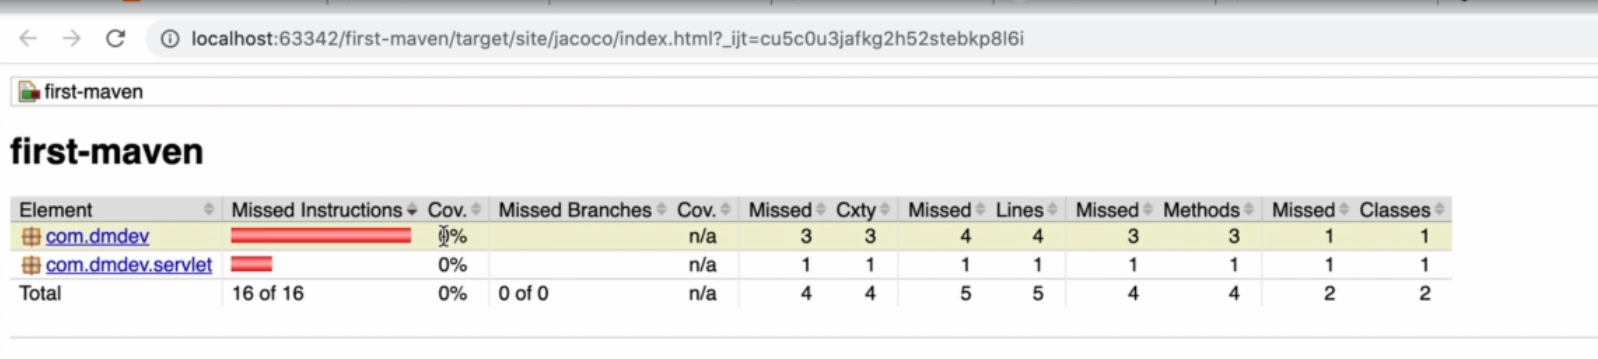 localhost:63342/first-maven/target/site/jacoco/index.html?_ijt=cu5c0u3jafkg2h52stebkp8l6i
first-maven
first-maven
Element Missed Instructions Cov. Missed Branches Cov. Missed Cxty Missed Lines Missed Methods Missed Classes
com.dmdev 0% n/a 3 3 4 4 3 3 1 1
com.dmdev.servlet 0% n/a 1 1 1 1 1 1 1 1
Total 16 of 16 0% 0 of 0 n/a 4 4 5 5 4 4 2 2